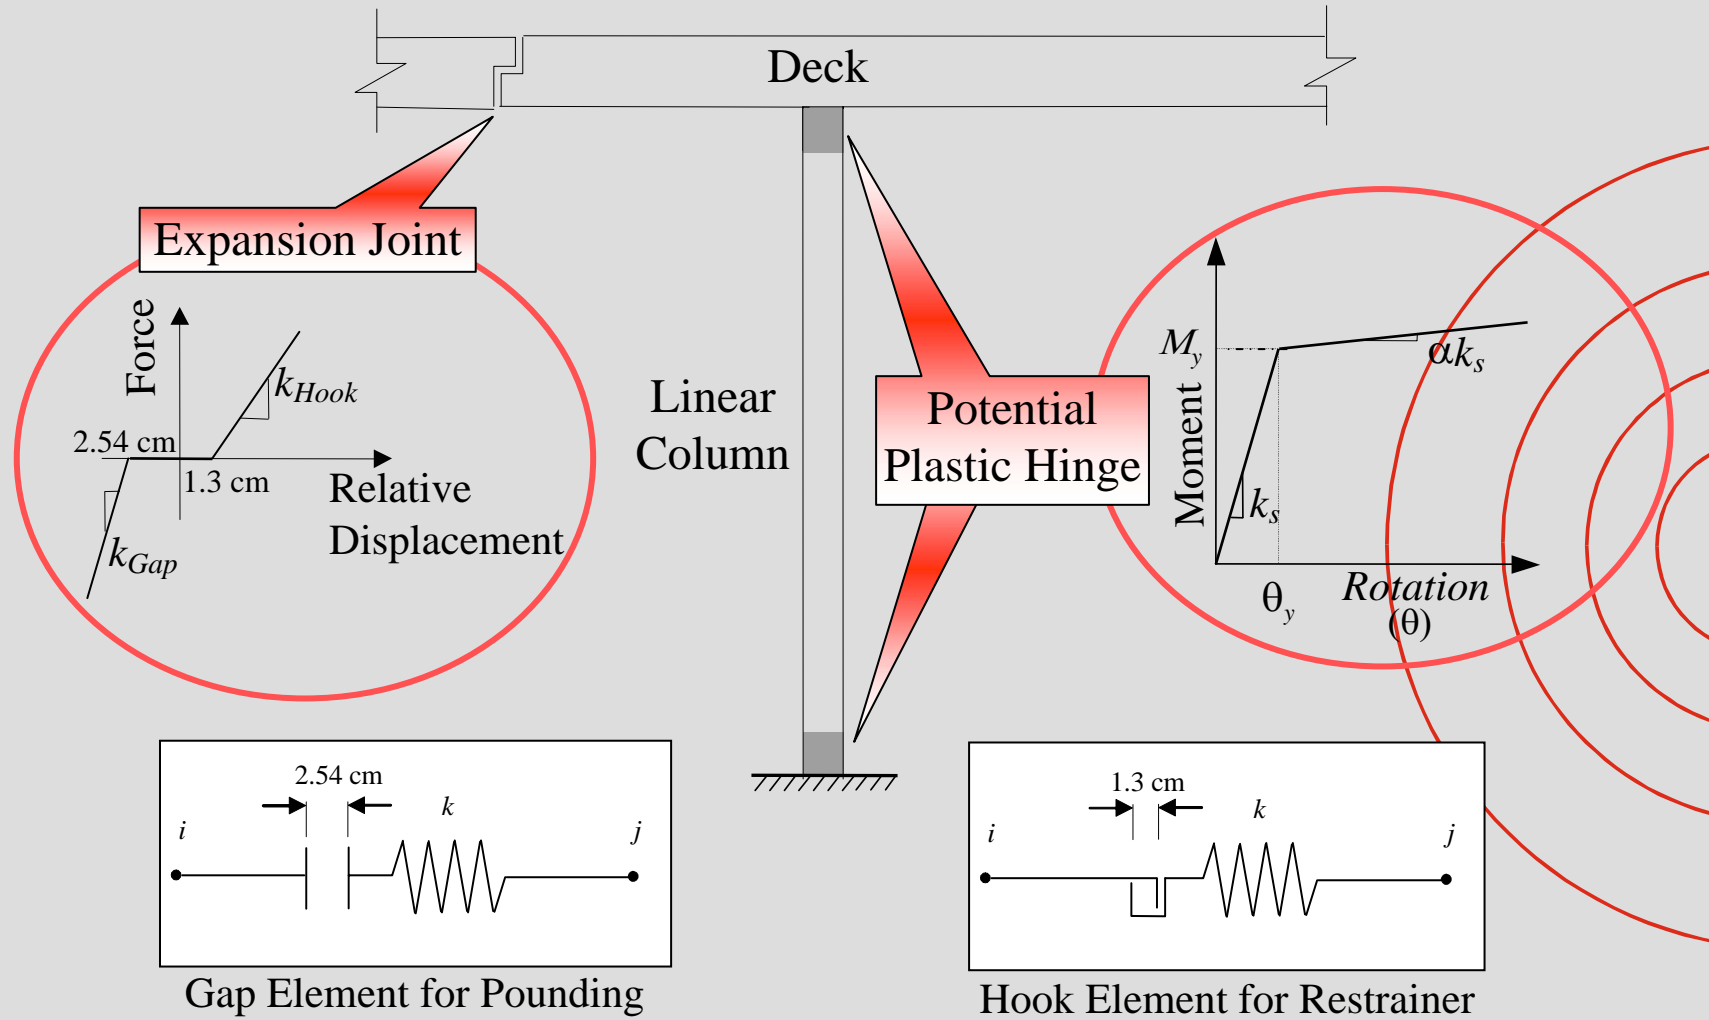 Deck
Expansion Joint
Force
k_Hook
2.54 cm
1.3 cm
Relative
Displacement
k_Gap
Linear
Column
Potential
Plastic Hinge
M_y
Moment
αk_s
k_s
θ_y
Rotation
(θ)
2.54 cm
k
i
j
Gap Element for Pounding
1.3 cm
k
i
j
Hook Element for Restrainer